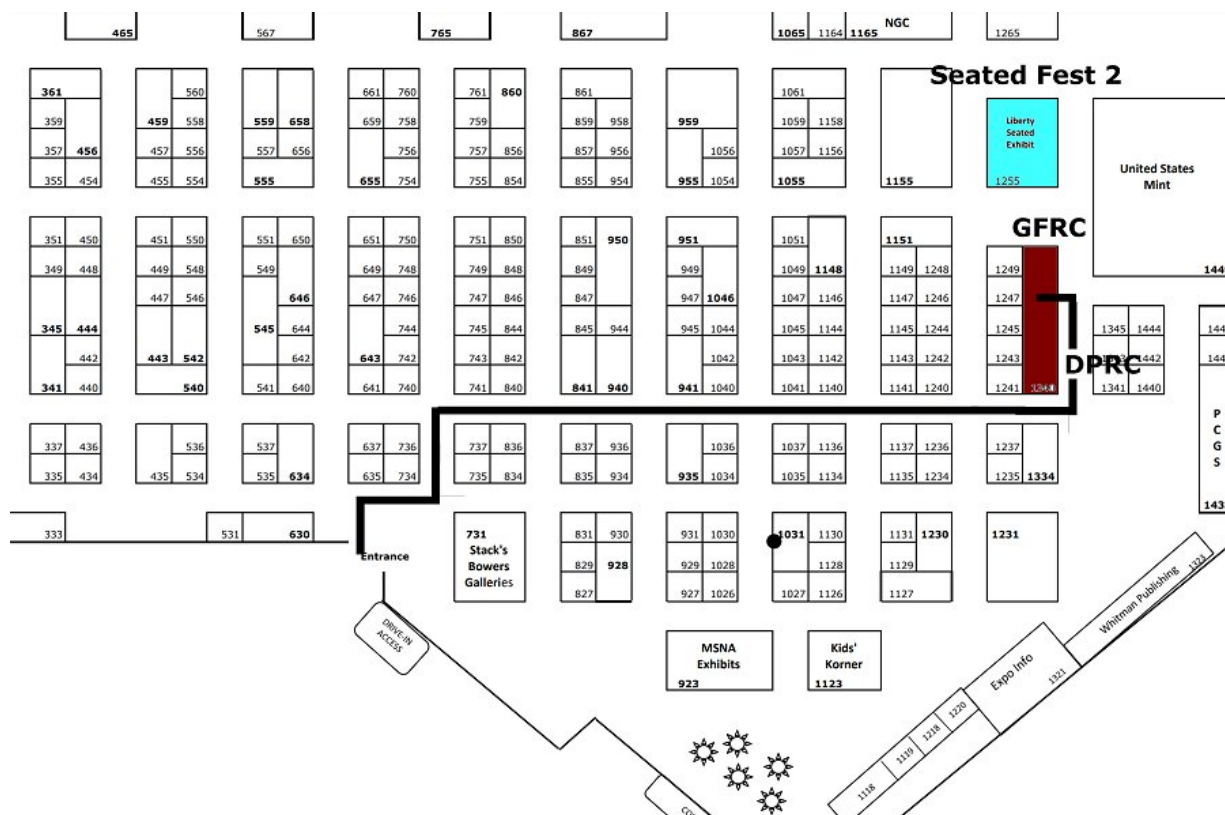 465 567 765 867 1065 1164 1165 NGC 1265
Seated Fest 2
361 560 661 760 761 860 861 1061
359 459 558 559 658 659 758 759 859 958 959 1059 1158
Liberty
Seated
Exhibit
357 456 457 556 557 656 756 757 856 857 956 1056 1057 1156
355 454 455 554 555 655 754 755 854 855 954 955 1054 1055 1155 1255
United States
Mint
GFRC
351 450 451 550 551 650 651 750 751 850 851 950 951 1051 1151
349 448 449 548 549 649 748 749 848 849 949 1049 1148 1149 1248 1249
347 446 447 546 646 647 746 747 846 847 947 1046 1047 1146 1147 1246 1247
345 444 545 644 744 745 844 845 944 945 1044 1045 1144 1145 1244 1245 1345 1444
442 443 542 642 643 742 743 842 1042 1043 1142 1143 1242 1243 1442
DPRC
341 440 540 541 640 641 740 741 840 841 940 941 1040 1041 1140 1141 1240 1241 1341 1440
337 436 536 537 637 736 737 836 837 936 1036 1037 1136 1137 1236 1237
335 434 435 534 535 634 635 734 735 834 835 934 935 1034 1035 1134 1135 1234 1235 1334
P
C
G
S
333 531 630 731 831 930 931 1030 1031 1130 1131 1230 1231
Entrance
Stack's
Bowers
Galleries
829 928 929 1028 1128 1129
827 927 1026 1027 1126 1127
DRIVE-IN
ACCESS
MSNA
Exhibits
923
Kids'
Korner
1123
Whitman Publishing
1323
Expo Info
1321
1220
1218
1119
1118